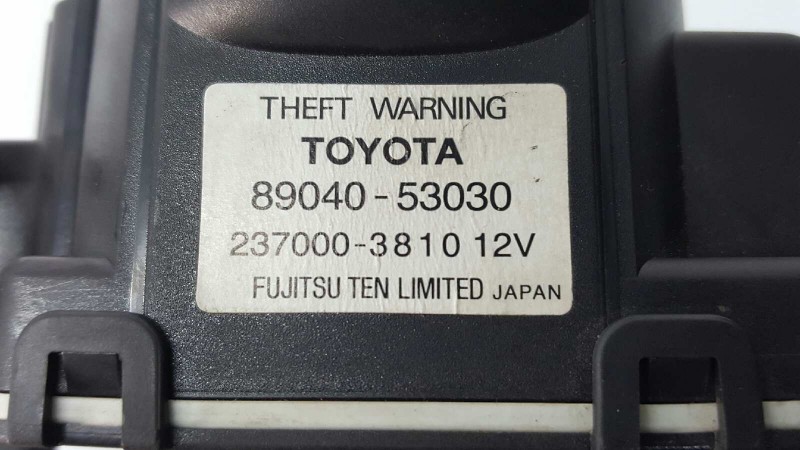 THEFT WARNING
TOYOTA
89040-53030
237000-3810 12V
FUJITSU TEN LIMITED JAPAN